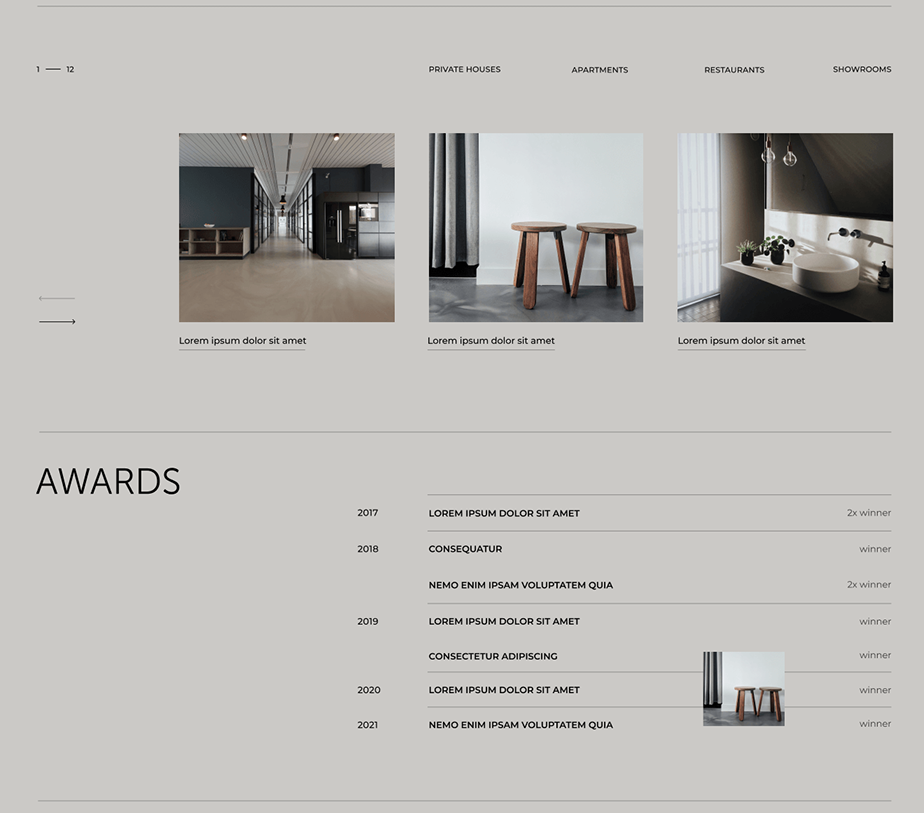 1 — 12
PRIVATE HOUSES
APARTMENTS
RESTAURANTS
SHOWROOMS
Lorem ipsum dolor sit amet
Lorem ipsum dolor sit amet
Lorem ipsum dolor sit amet
AWARDS
2017 LOREM IPSUM DOLOR SIT AMET 2x winner
2018 CONSEQUATUR winner
NEMO ENIM IPSAM VOLUPTATEM QUIA 2x winner
2019 LOREM IPSUM DOLOR SIT AMET winner
CONSECTETUR ADIPISCING winner
2020 LOREM IPSUM DOLOR SIT AMET winner
2021 NEMO ENIM IPSAM VOLUPTATEM QUIA winner